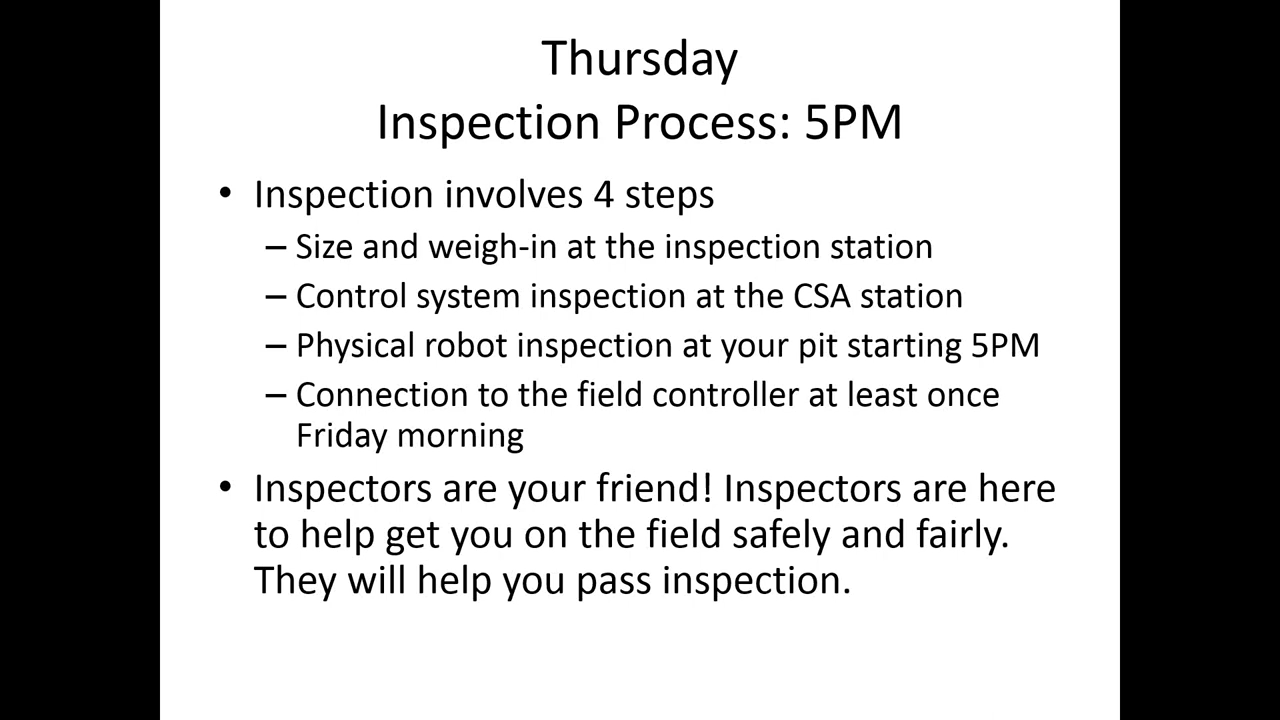 Thursday
Inspection Process: 5PM
• Inspection involves 4 steps
– Size and weigh-in at the inspection station
– Control system inspection at the CSA station
– Physical robot inspection at your pit starting 5PM
– Connection to the field controller at least once
Friday morning
• Inspectors are your friend! Inspectors are here
to help get you on the field safely and fairly.
They will help you pass inspection.